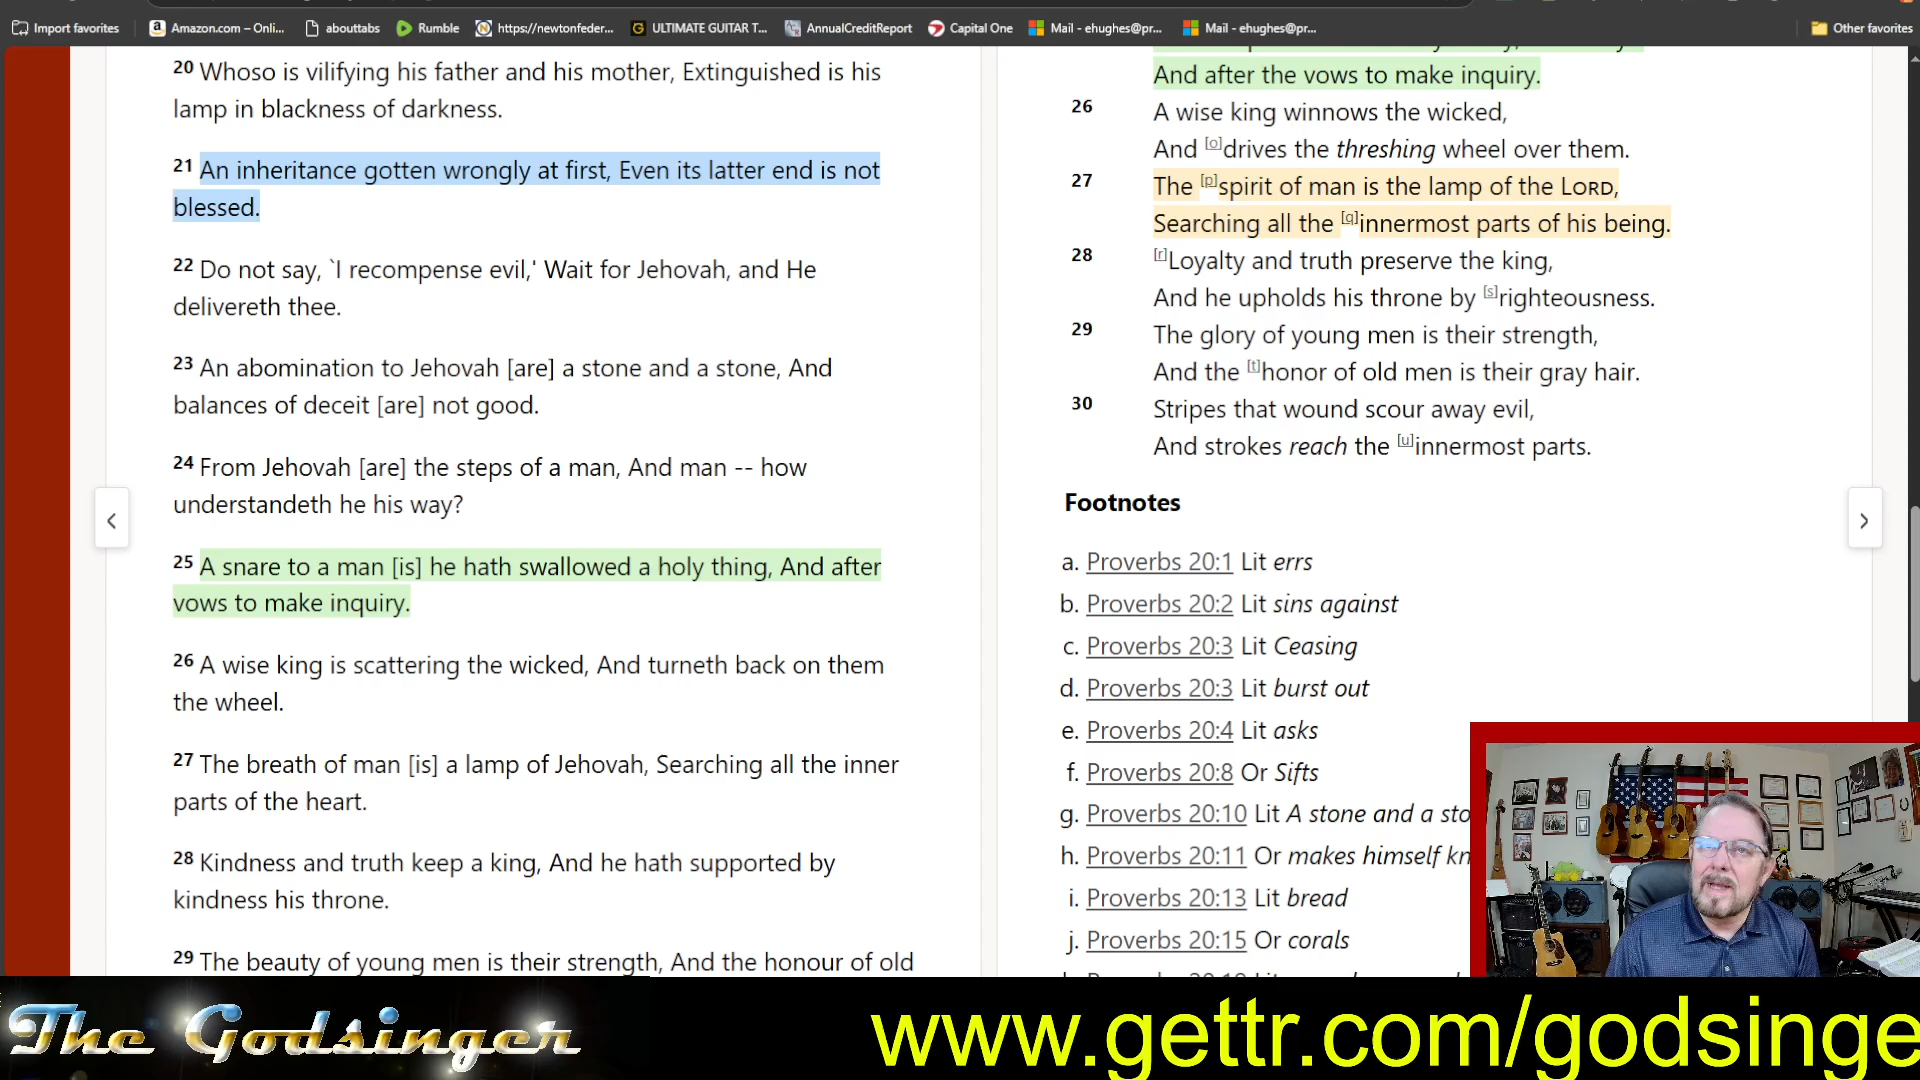 Import favorites
Amazon.com – Onli...
abouttabs
Rumble
https://newtonfeder...
ULTIMATE GUITAR T...
AnnualCreditReport
Capital One
Mail - ehughes@pr...
Mail - ehughes@pr...
Other favorites
20 Whoso is vilifying his father and his mother, Extinguished is his
lamp in blackness of darkness.
21 An inheritance gotten wrongly at first, Even its latter end is not
blessed.
22 Do not say, `I recompense evil,' Wait for Jehovah, and He
delivereth thee.
23 An abomination to Jehovah [are] a stone and a stone, And
balances of deceit [are] not good.
24 From Jehovah [are] the steps of a man, And man -- how
understandeth he his way?
25 A snare to a man [is] he hath swallowed a holy thing, And after
vows to make inquiry.
26 A wise king is scattering the wicked, And turneth back on them
the wheel.
27 The breath of man [is] a lamp of Jehovah, Searching all the inner
parts of the heart.
28 Kindness and truth keep a king, And he hath supported by
kindness his throne.
29 The beauty of young men is their strength, And the honour of old
And after the vows to make inquiry.
26 A wise king winnows the wicked,
And [o]drives the threshing wheel over them.
27 The [p]spirit of man is the lamp of the LORD,
Searching all the [q]innermost parts of his being.
28 [r]Loyalty and truth preserve the king,
And he upholds his throne by [s]righteousness.
29 The glory of young men is their strength,
And the [t]honor of old men is their gray hair.
30 Stripes that wound scour away evil,
And strokes reach the [u]innermost parts.
Footnotes
a. Proverbs 20:1 Lit errs
b. Proverbs 20:2 Lit sins against
c. Proverbs 20:3 Lit Ceasing
d. Proverbs 20:3 Lit burst out
e. Proverbs 20:4 Lit asks
f. Proverbs 20:8 Or Sifts
g. Proverbs 20:10 Lit A stone and a sto
h. Proverbs 20:11 Or makes himself kn
i. Proverbs 20:13 Lit bread
j. Proverbs 20:15 Or corals
The Godsinger
www.gettr.com/godsinge